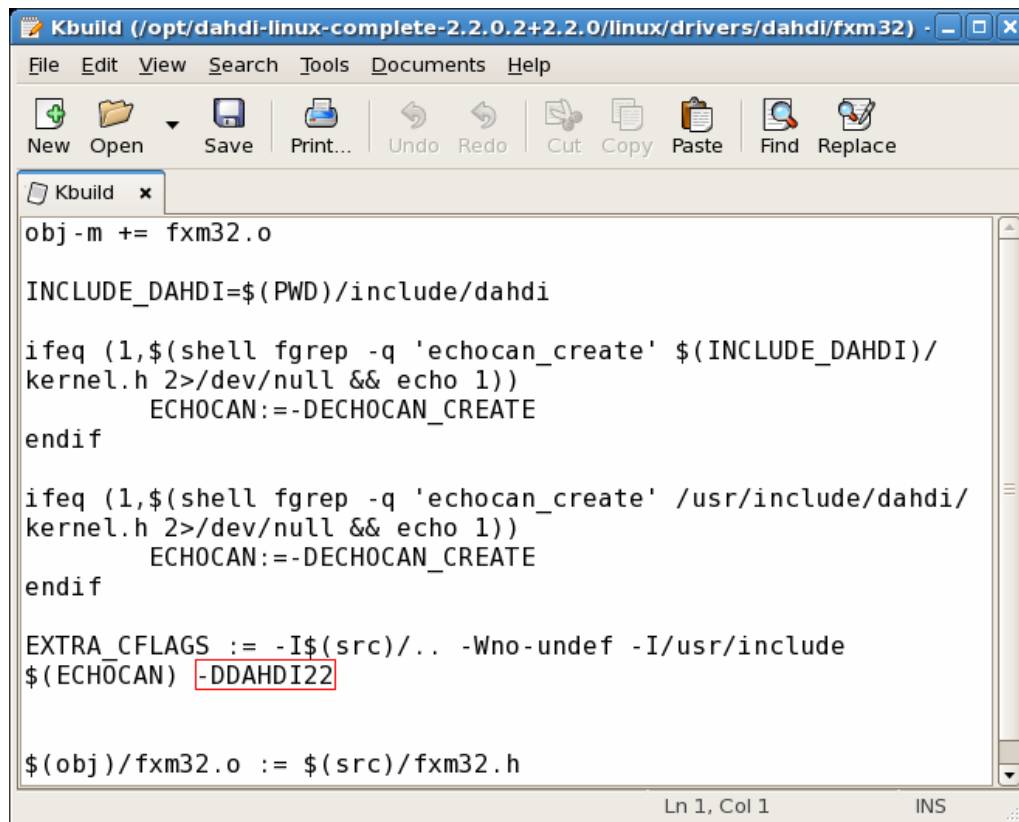 Kbuild (/opt/dahdi-linux-complete-2.2.0.2+2.2.0/linux/drivers/dahdi/fxm32) -
File Edit View Search Tools Documents Help
New Open Save Print... Undo Redo Cut Copy Paste Find Replace
Kbuild
obj-m += fxm32.o
INCLUDE_DAHDI=$(PWD)/include/dahdi
ifeq (1,$(shell fgrep -q 'echocan_create' $(INCLUDE_DAHDI)/
kernel.h 2>/dev/null && echo 1))
ECHOCAN:=-DECHOCAN_CREATE
endif
ifeq (1,$(shell fgrep -q 'echocan_create' /usr/include/dahdi/
kernel.h 2>/dev/null && echo 1))
ECHOCAN:=-DECHOCAN_CREATE
endif
EXTRA_CFLAGS := -I$(src)/.. -Wno-undef -I/usr/include
$(ECHOCAN) -DDAHDI22
$(obj)/fxm32.o := $(src)/fxm32.h
Ln 1, Col 1 INS